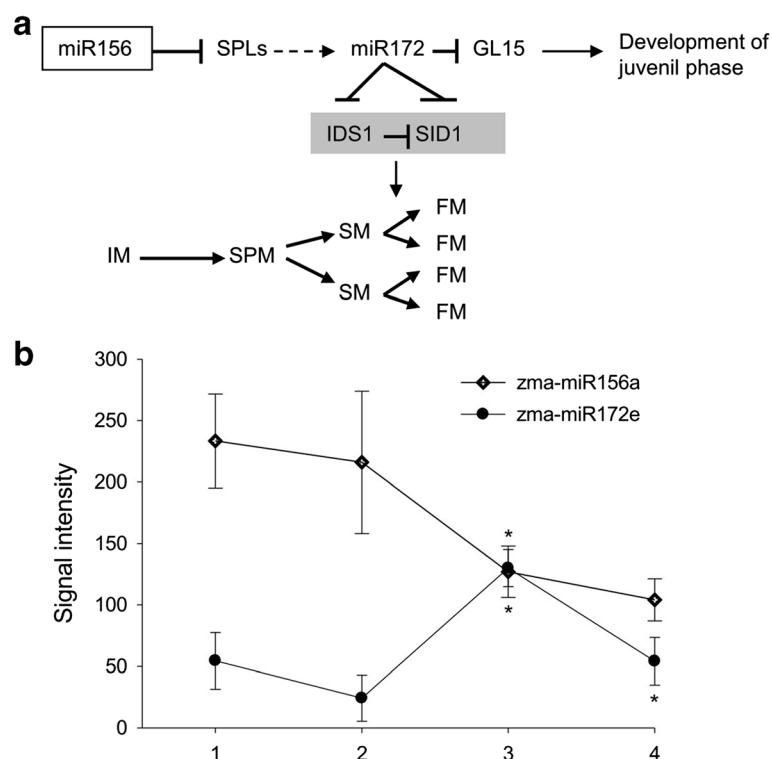 a
miR156 SPLs miR172 GL15 Development of
juvenil phase
IDS1 SID1
IM SPM SM FM
FM
SM FM
FM
b
300
250
200
150
100
50
0
Signal intensity
zma-miR156a
zma-miR172e
*
*
*
1 2 3 4